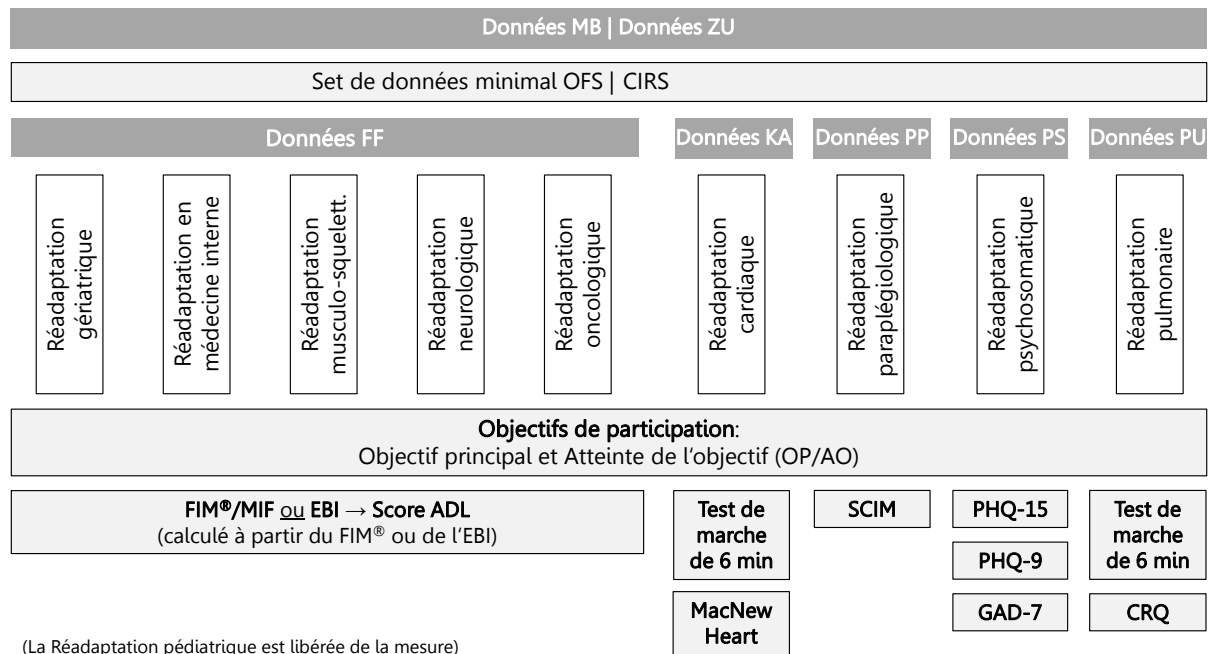 Données MB | Données ZU
Set de données minimal OFS | CIRS
Données FF
Données KA
Données PP
Données PS
Données PU
Réadaptation
gériatrique
Réadaptation en
médecine interne
Réadaptation
musculo-squelett.
Réadaptation
neurologique
Réadaptation
oncologique
Réadaptation
cardiaque
Réadaptation
paraplégiologique
Réadaptation
psychosomatique
Réadaptation
pulmonaire
Objectifs de participation:
Objectif principal et Atteinte de l'objectif (OP/AO)
FIM®/MIF ou EBI → Score ADL
(calculé à partir du FIM® ou de l'EBI)
Test de
marche
de 6 min
MacNew
Heart
SCIM
PHQ-15
PHQ-9
GAD-7
Test de
marche
de 6 min
CRQ
(La Réadaptation pédiatrique est libérée de la mesure)